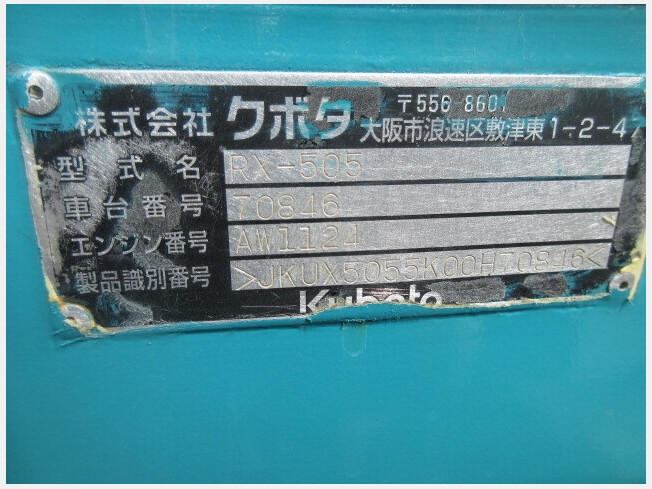 〒556 8601
株式会社 クボタ 大阪市浪速区敷津東1-2-47
型式名 RX-505
車台番号 70846
エンジン番号 AW1124
製品識別番号 >JKUX5055K00H70846<
Kubota